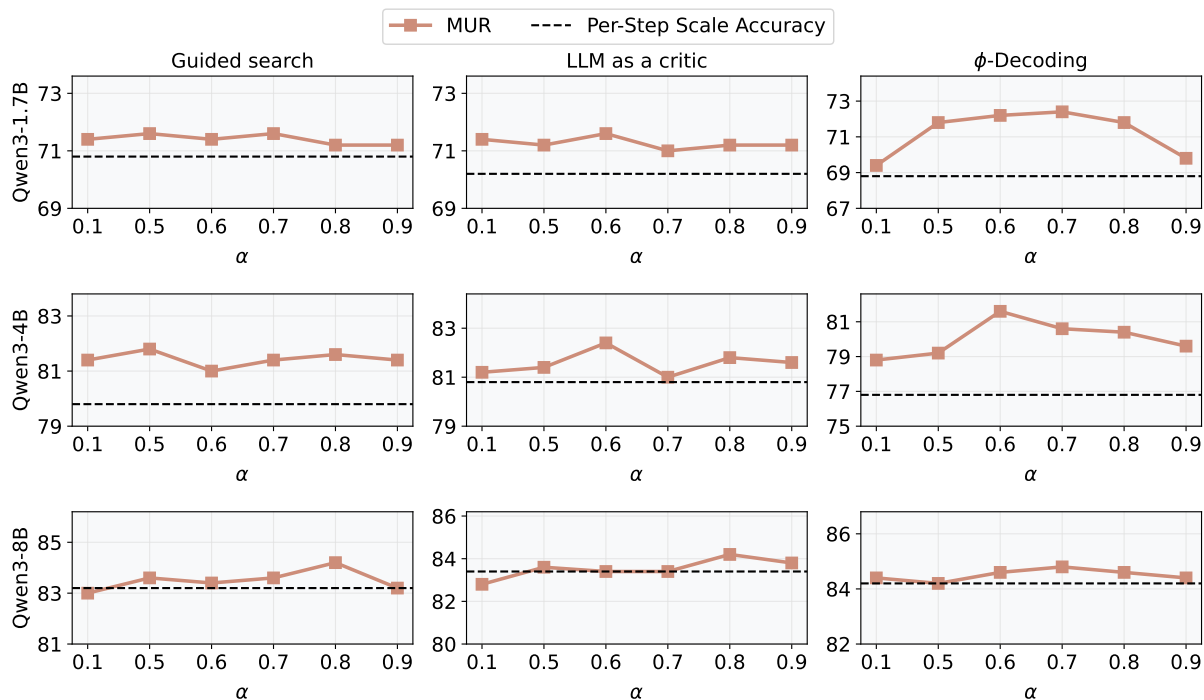 MUR Per-Step Scale Accuracy
Guided search LLM as a critic ϕ-Decoding
Qwen3-1.7B
73 71 69
0.1 0.5 0.6 0.7 0.8 0.9
α
73 71 69
0.1 0.5 0.6 0.7 0.8 0.9
α
73 71 69 67
0.1 0.5 0.6 0.7 0.8 0.9
α
Qwen3-4B
83 81 79
0.1 0.5 0.6 0.7 0.8 0.9
α
83 81 79
0.1 0.5 0.6 0.7 0.8 0.9
α
81 79 77 75
0.1 0.5 0.6 0.7 0.8 0.9
α
Qwen3-8B
85 83 81
0.1 0.5 0.6 0.7 0.8 0.9
α
86 84 82 80
0.1 0.5 0.6 0.7 0.8 0.9
α
86 84 82
0.1 0.5 0.6 0.7 0.8 0.9
α